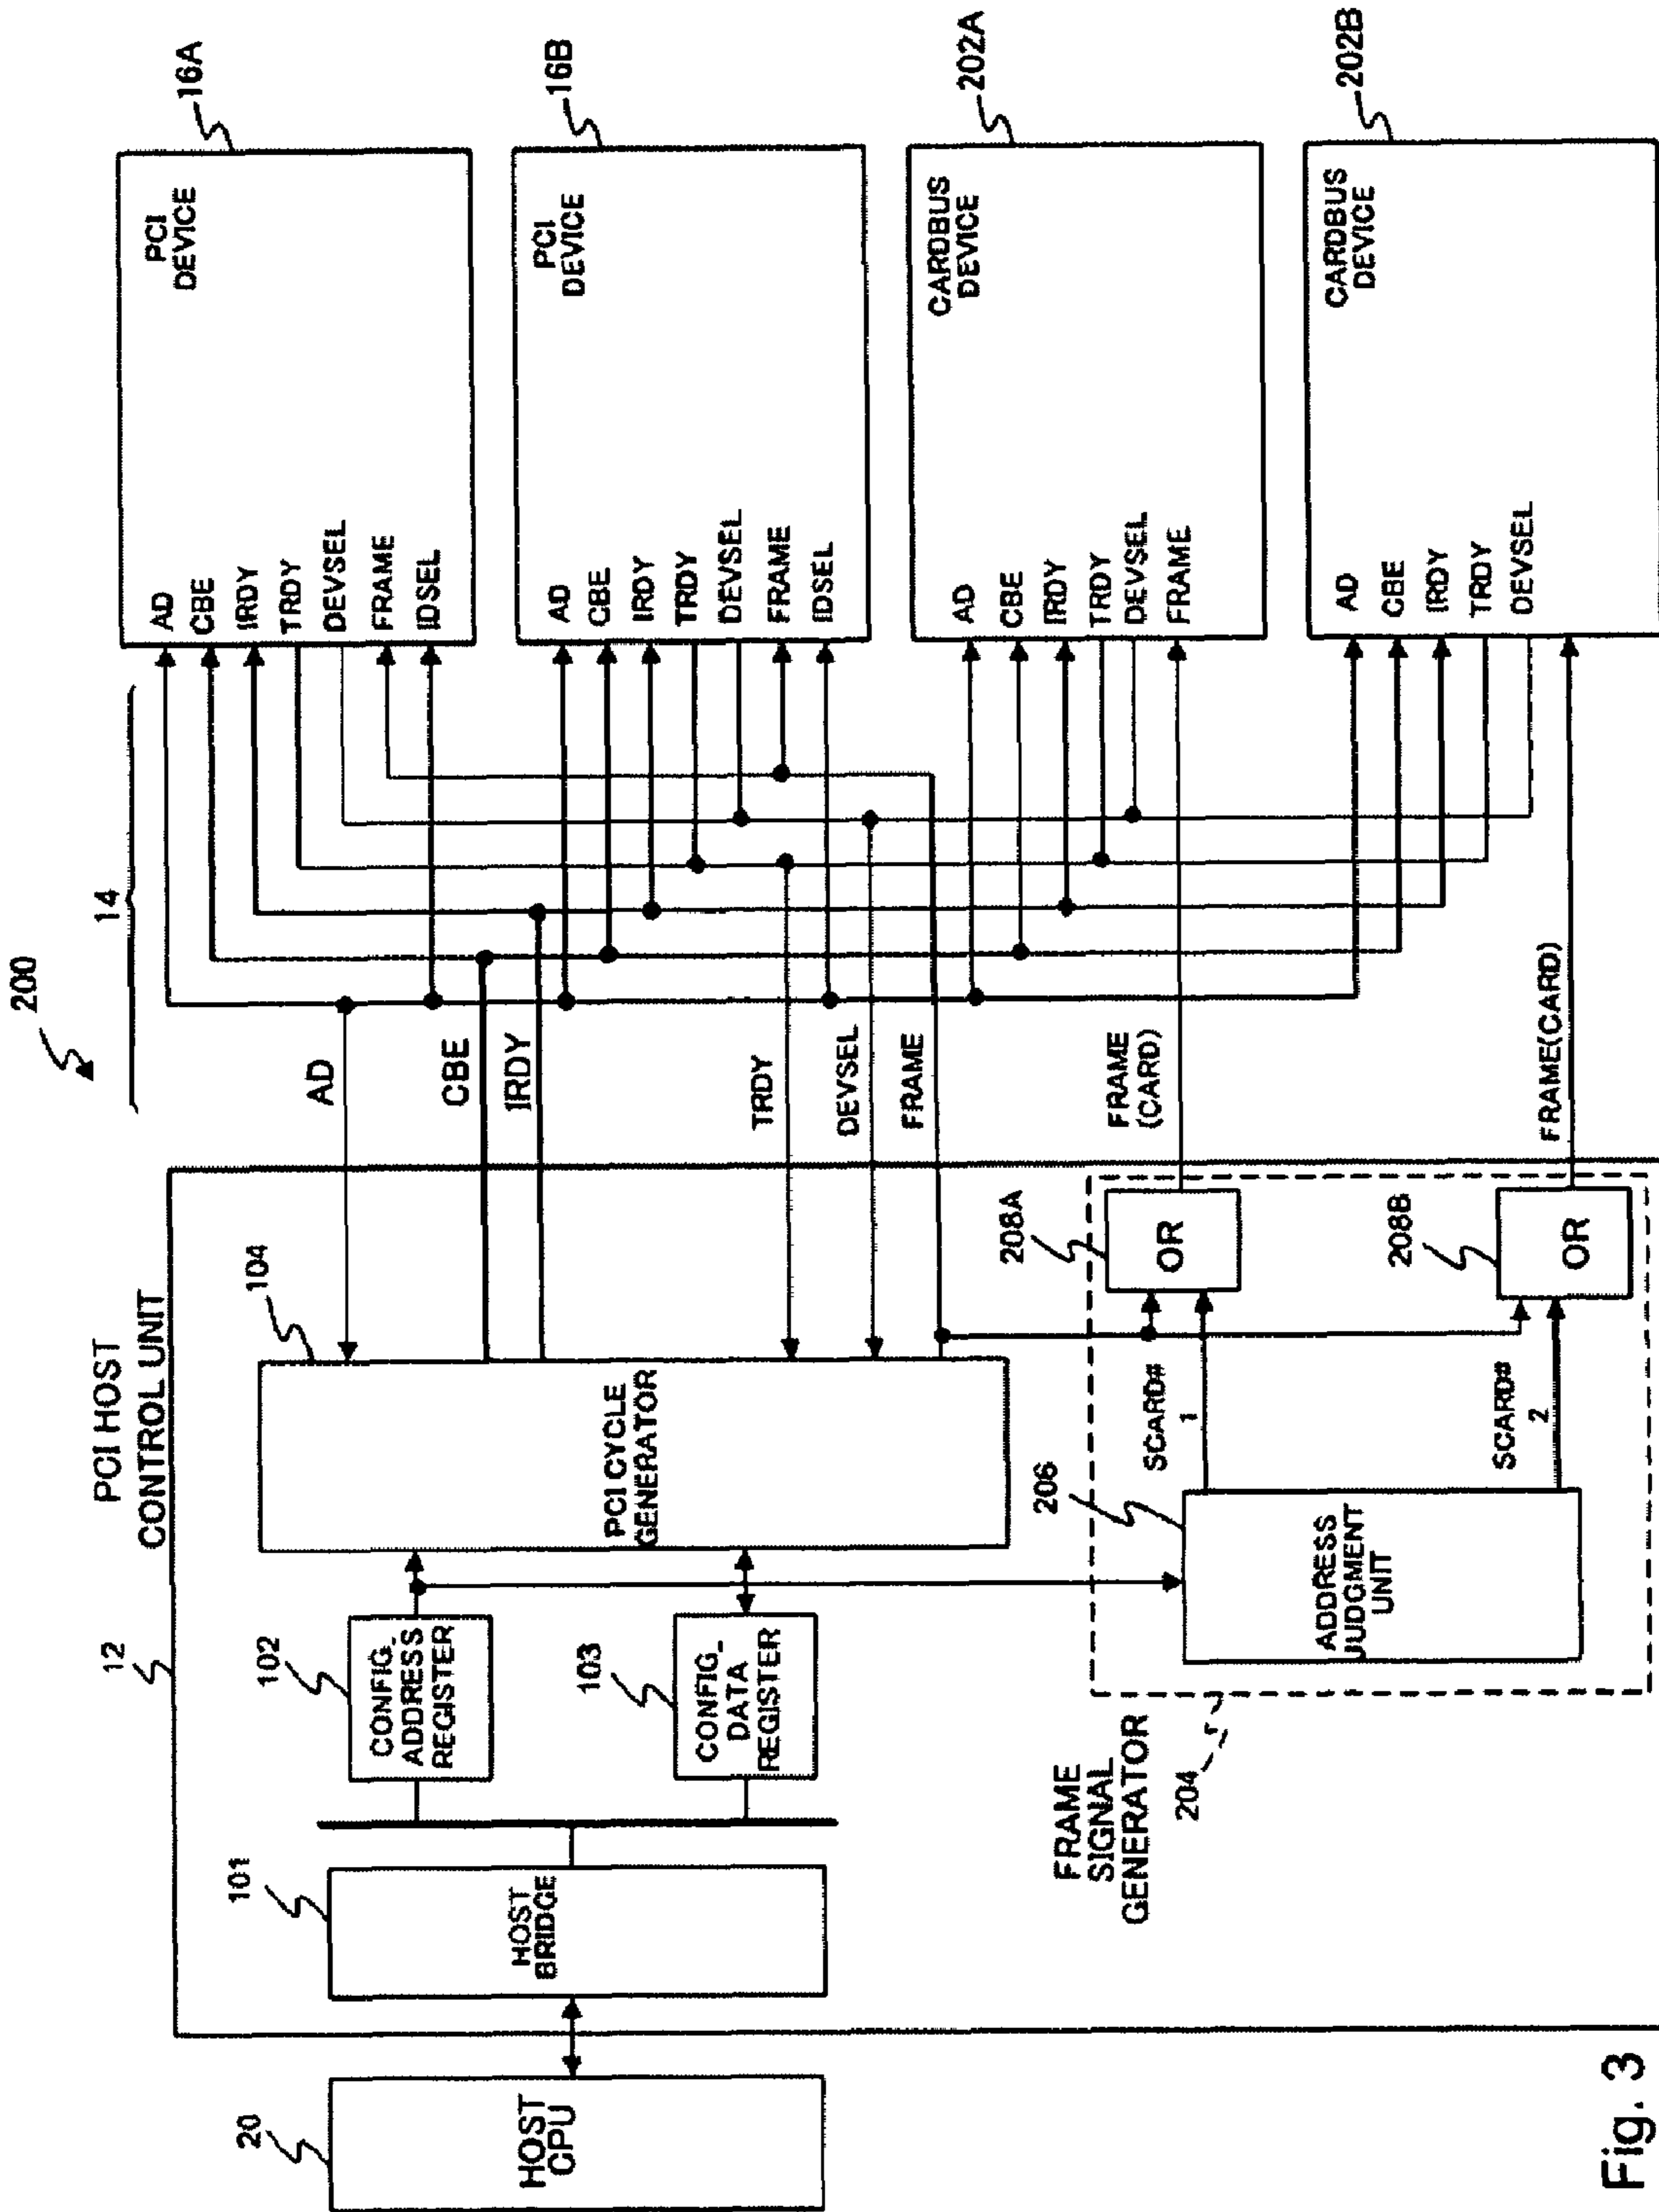 200
14
PCI HOST
CONTROL UNIT
12
20
HOST
CPU
101
HOST
BRIDGE
102
CONFIG_
ADDRESS
REGISTER
103
CONFIG_
DATA
REGISTER
104
PCI CYCLE
GENERATOR
AD
CBE
IRDY
TRDY
DEVSEL
FRAME
FRAME
(CARD)
FRAME(CARD)
FRAME
SIGNAL
GENERATOR
204
206
ADDRESS
JUDGMENT
UNIT
SCARD#
1
SCARD#
2
208A
OR
208B
OR
16A
PCI
DEVICE
AD
CBE
IRDY
TRDY
DEVSEL
FRAME
IDSEL
16B
PCI
DEVICE
AD
CBE
IRDY
TRDY
DEVSEL
FRAME
IDSEL
202A
CARDBUS
DEVICE
AD
CBE
IRDY
TRDY
DEVSEL
FRAME
202B
CARDBUS
DEVICE
AD
CBE
IRDY
TRDY
DEVSEL
Fig. 3